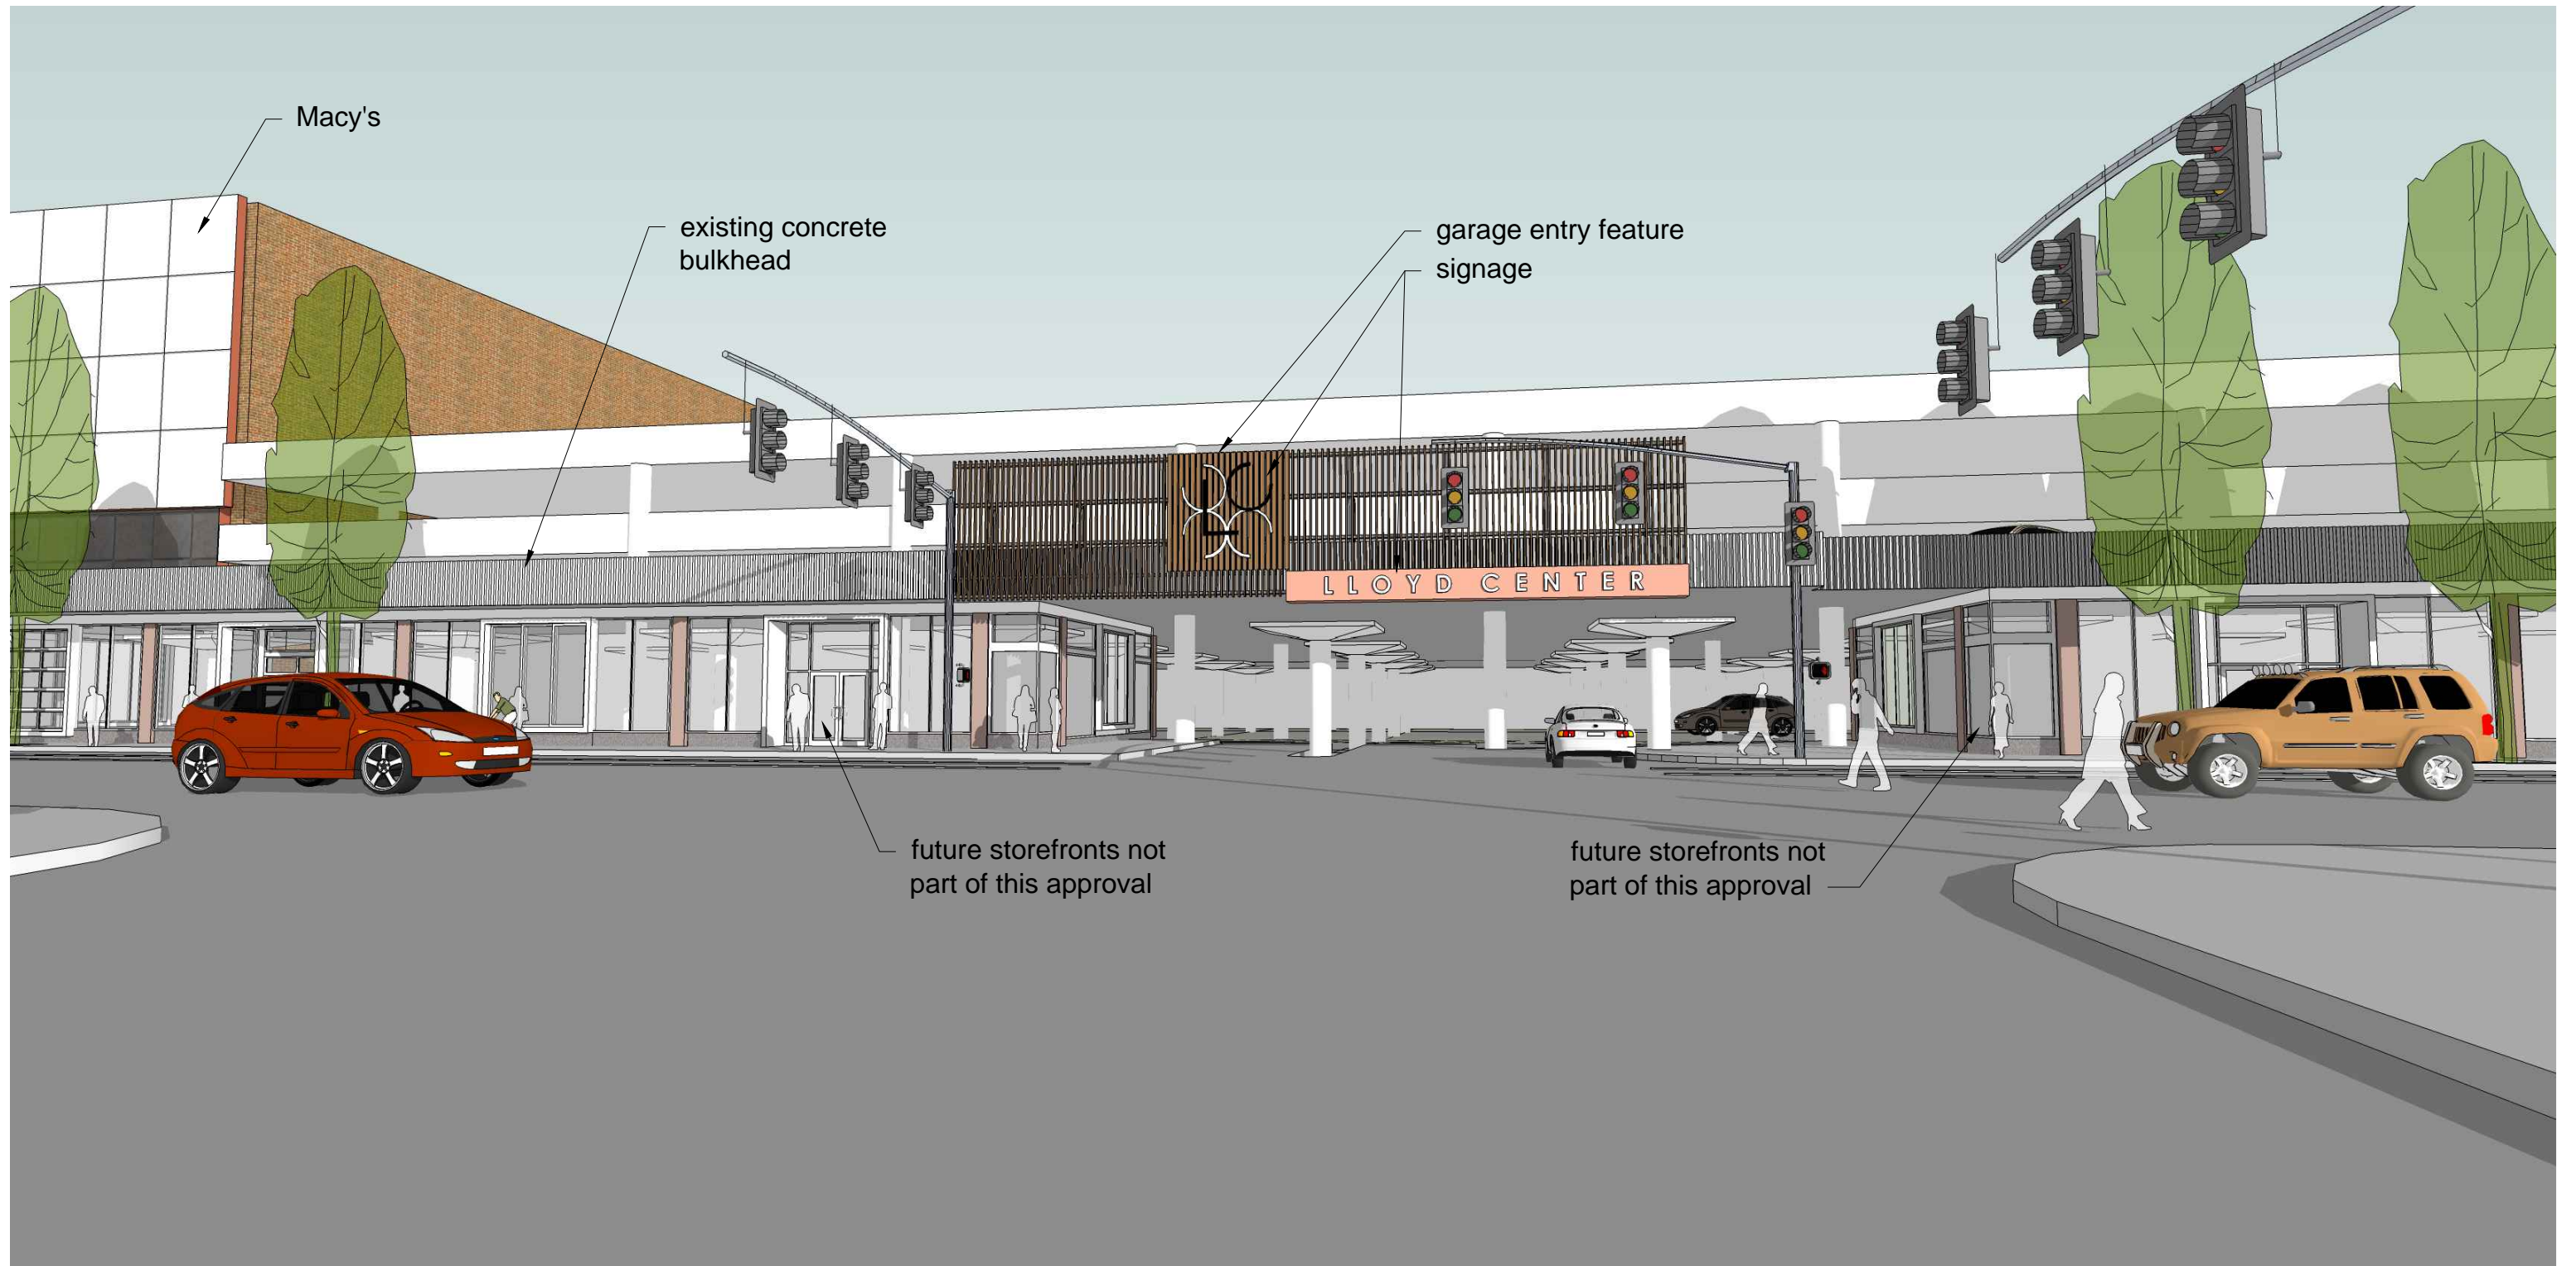 Macy's
existing concrete
bulkhead
garage entry feature
signage
LC
LLOYD CENTER
future storefronts not
part of this approval
future storefronts not
part of this approval